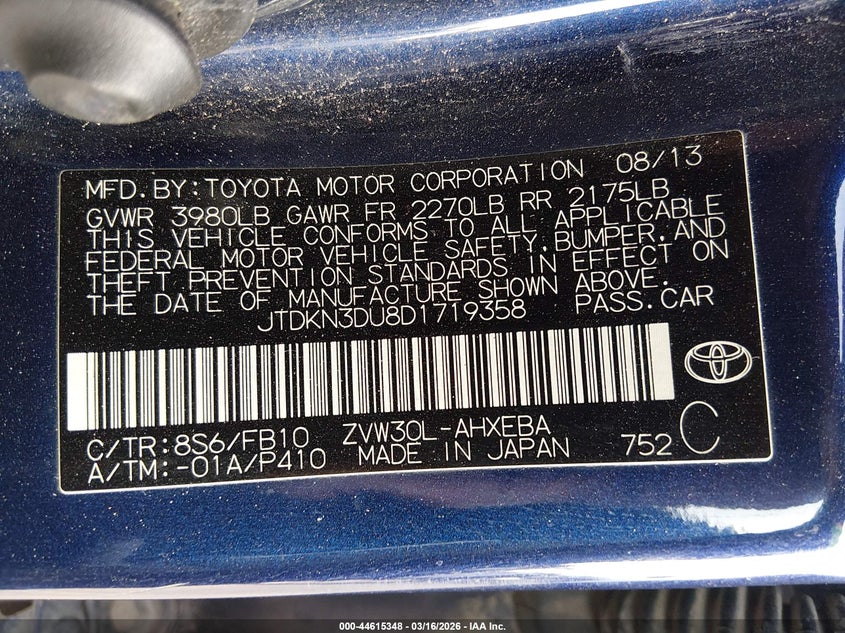 MFD.BY:TOYOTA MOTOR CORPORATION 08/13
GVWR 3980LB GAWR FR 2270LB RR 2175LB
THIS VEHICLE CONFORMS TO ALL APPLICABLE
FEDERAL MOTOR VEHICLE SAFETY,BUMPER,AND
THEFT PREVENTION STANDARDS IN EFFECT ON
THE DATE OF MANUFACTURE SHOWN ABOVE.
JTDKN3DU8D1719358 PASS.CAR
C/TR:8S6/FB10 ZVW30L-AHXEBA
A/TM:-01A/P410 MADE IN JAPAN 752 C
000-44615348 - 03/16/2026 - IAA Inc.